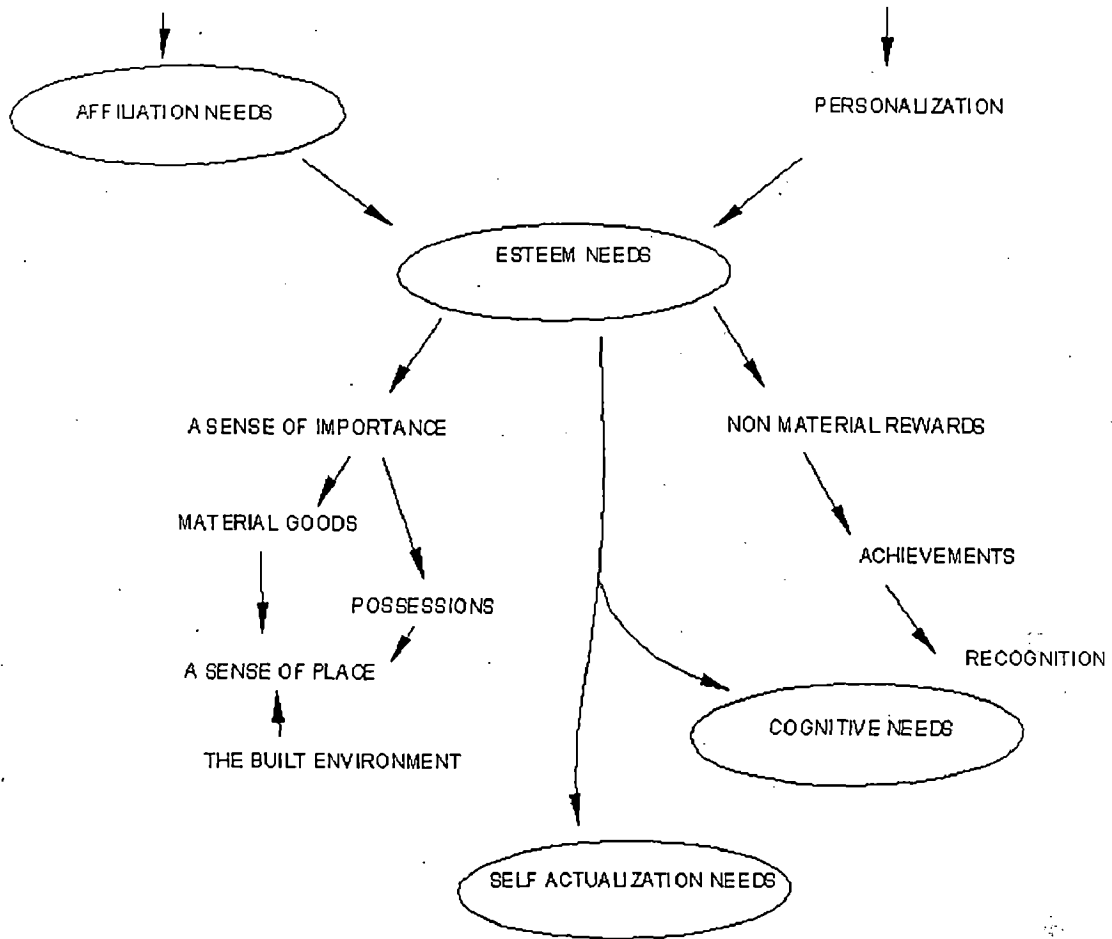 AFFILIATION NEEDS
PERSONALIZATION
ESTEEM NEEDS
A SENSE OF IMPORTANCE
NON MATERIAL REWARDS
MATERIAL GOODS
ACHIEVEMENTS
POSSESSIONS
RECOGNITION
A SENSE OF PLACE
COGNITIVE NEEDS
THE BUILT ENVIRONMENT
SELF ACTUALIZATION NEEDS